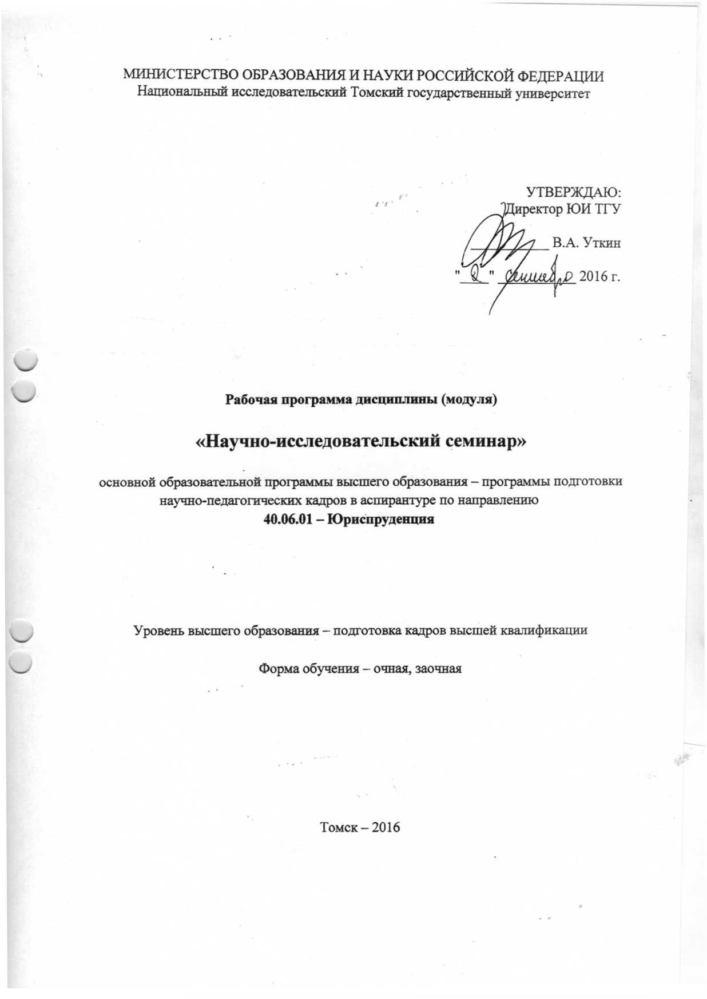 МИНИСТЕРСТВО ОБРАЗОВАНИЯ И НАУКИ РОССИЙСКОЙ ФЕДЕРАЦИИ
Национальный исследовательский Томский государственный университет
УТВЕРЖДАЮ:
Директор ЮИ ТГУ
____________ В.А. Уткин
"_2_" сентября 2016 г.
Рабочая программа дисциплины (модуля)
«Научно-исследовательский семинар»
основной образовательной программы высшего образования – программы подготовки
научно-педагогических кадров в аспирантуре по направлению
40.06.01 – Юриспруденция
Уровень высшего образования – подготовка кадров высшей квалификации
Форма обучения – очная, заочная
Томск – 2016